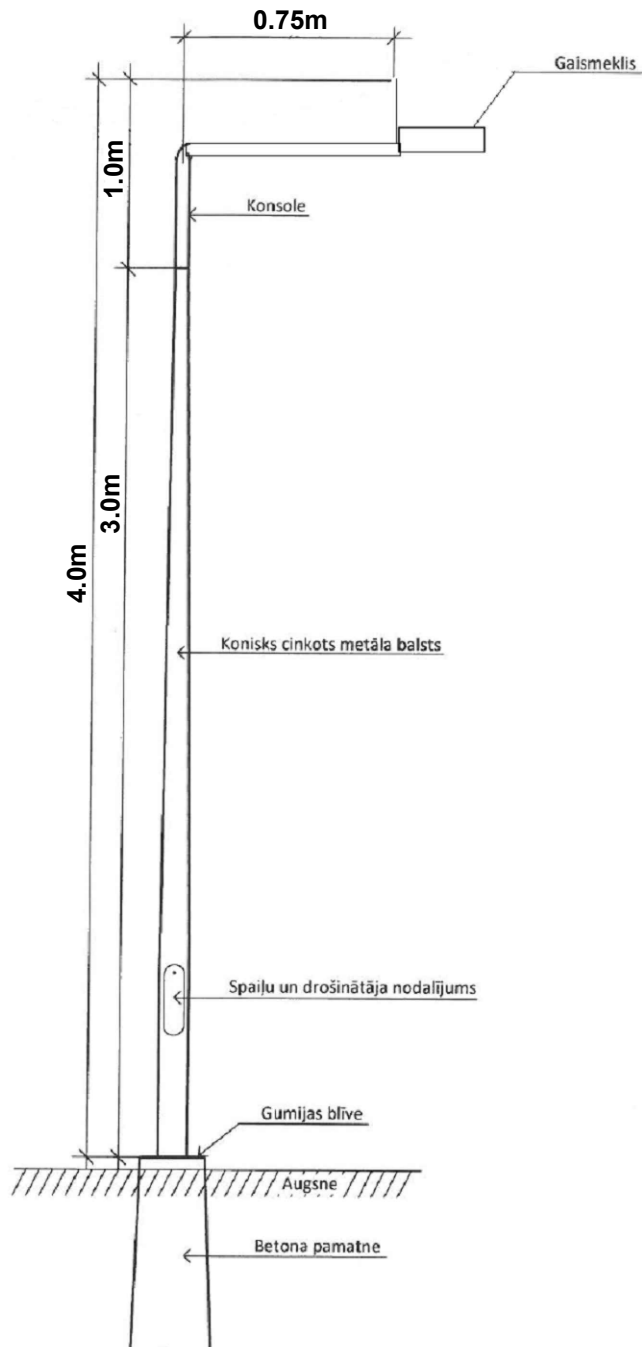 0.75m
Gaismeklis
1.0m
Konsole
3.0m
4.0m
Konisks cinkots metāla balsts
Spaiļu un drošinātāja nodalījums
Gumijas blīve
Augsne
Betona pamatne